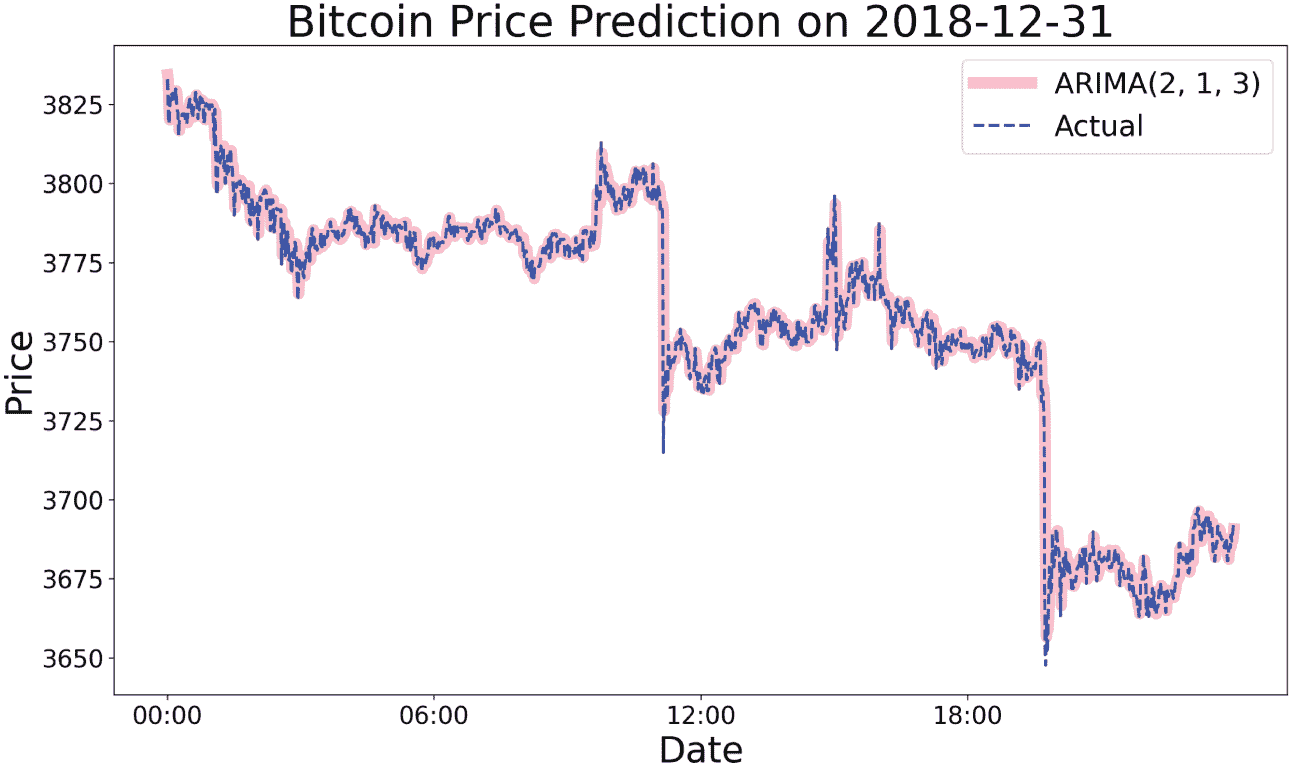 Bitcoin Price Prediction on 2018-12-31
ARIMA(2, 1, 3)
Actual
Price
3825
3800
3775
3750
3725
3700
3675
3650
00:00 06:00 12:00 18:00
Date